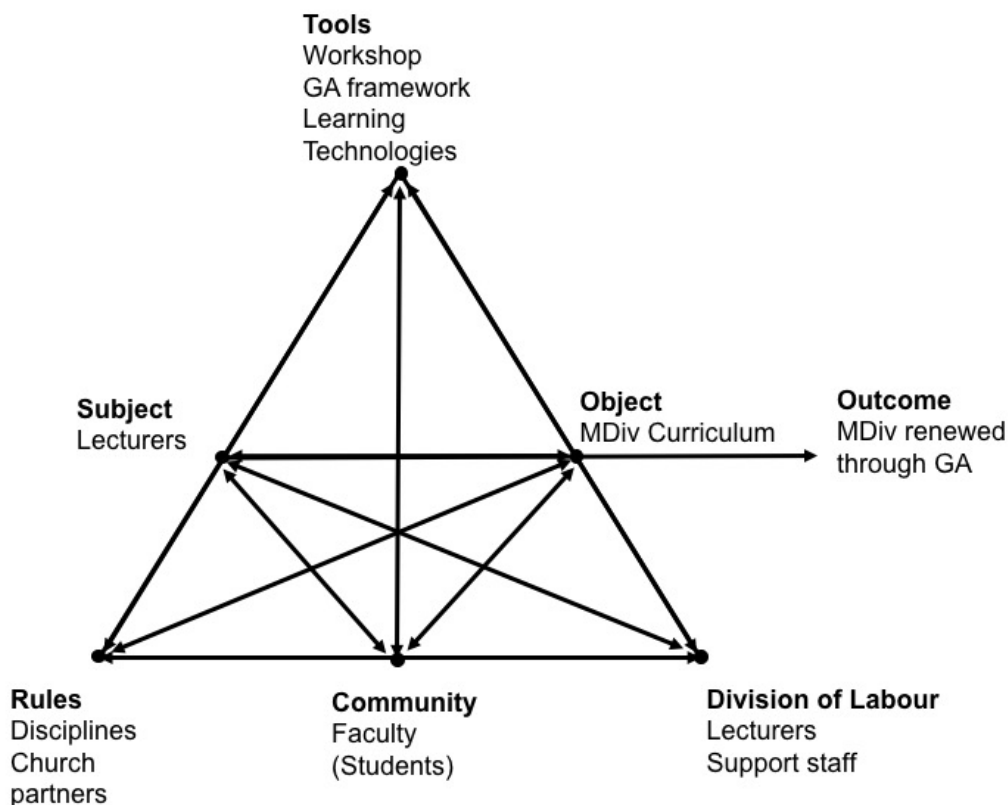 Tools
Workshop
GA framework
Learning
Technologies
Subject
Lecturers
Object
MDiv Curriculum
Outcome
MDiv renewed
through GA
Rules
Disciplines
Church
partners
Community
Faculty
(Students)
Division of Labour
Lecturers
Support staff